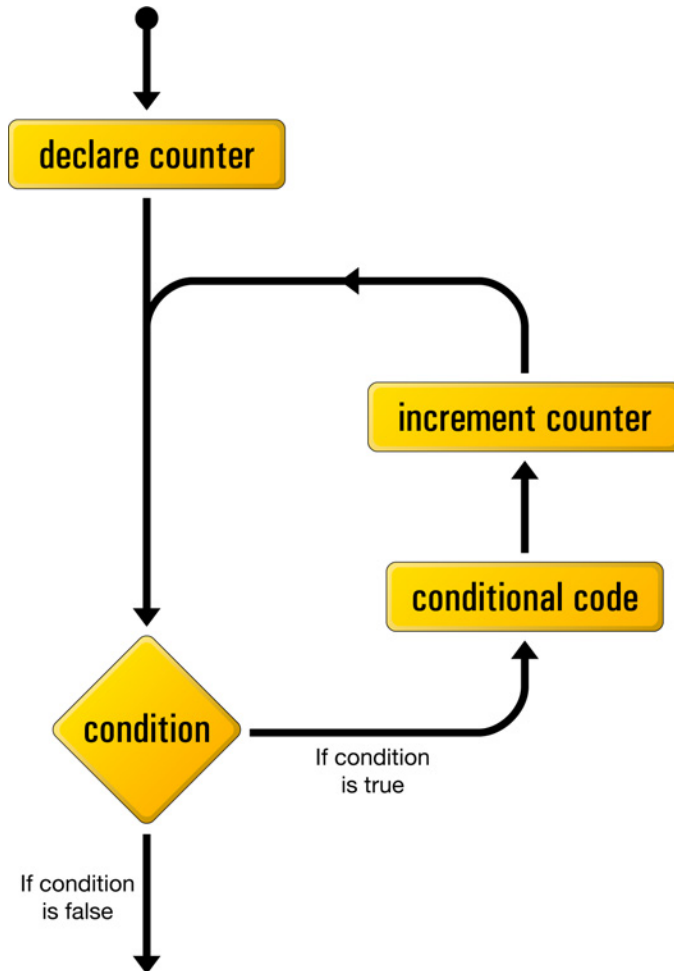 declare counter
increment counter
conditional code
condition
If condition
is true
If condition
is false